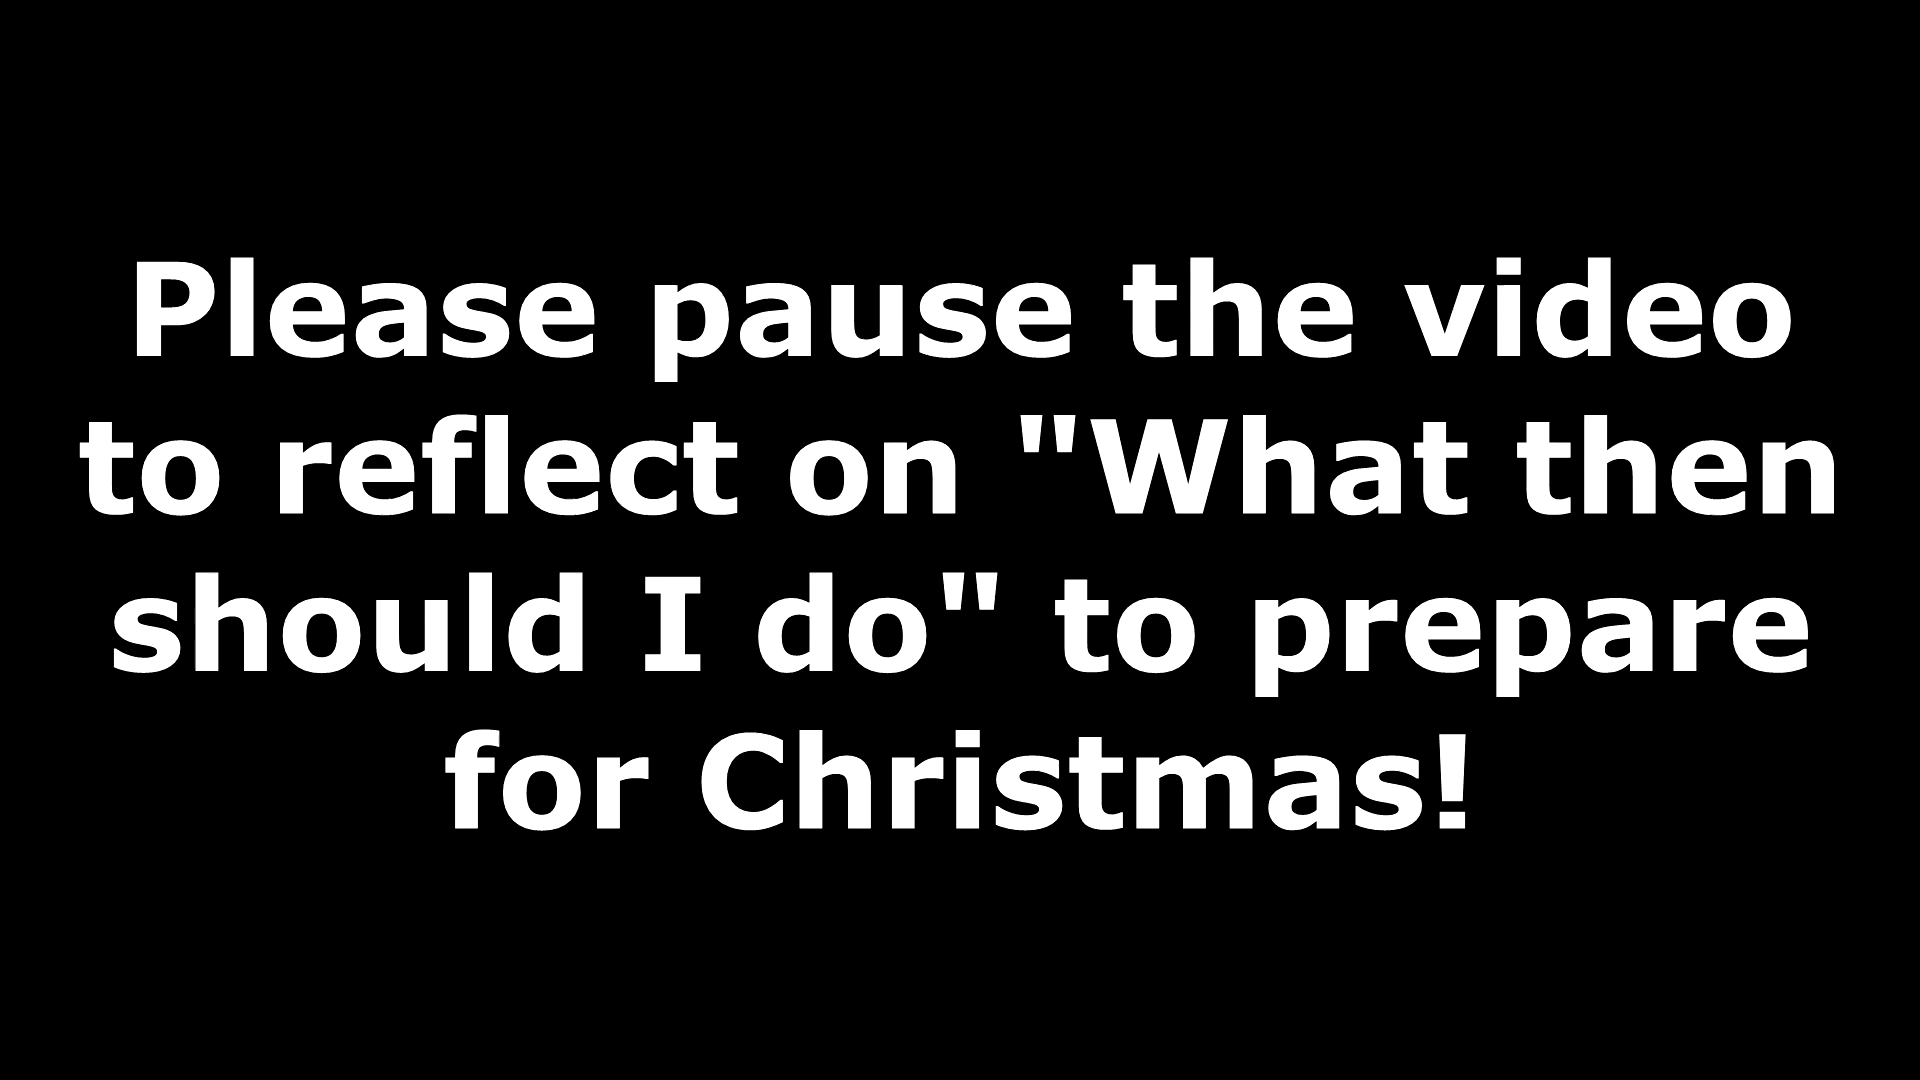 Please pause the video
to reflect on "What then
should I do" to prepare
for Christmas!